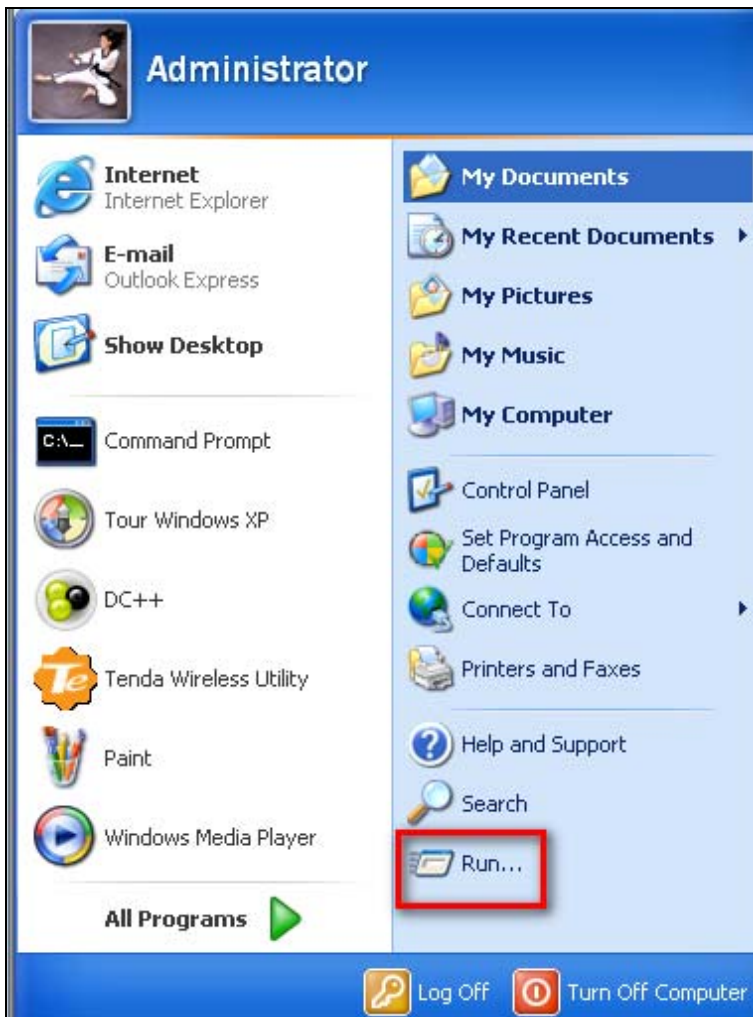 Administrator
Internet
Internet Explorer
E-mail
Outlook Express
Show Desktop
C:\_
Command Prompt
Tour Windows XP
DC++
Te
Tenda Wireless Utility
Paint
Windows Media Player
All Programs
My Documents
My Recent Documents
My Pictures
My Music
My Computer
Control Panel
Set Program Access and
Defaults
Connect To
Printers and Faxes
Help and Support
Search
Run...
Log Off
Turn Off Computer